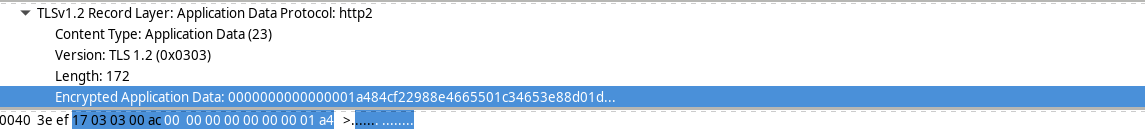 TLSv1.2 Record Layer: Application Data Protocol: http2
Content Type: Application Data (23)
Version: TLS 1.2 (0x0303)
Length: 172
Encrypted Application Data: 0000000000000001a484cf22988e4665501c34653e88d01d...
0040 3e ef 17 03 03 00 ac 00 00 00 00 00 00 00 01 a4 >...... ........